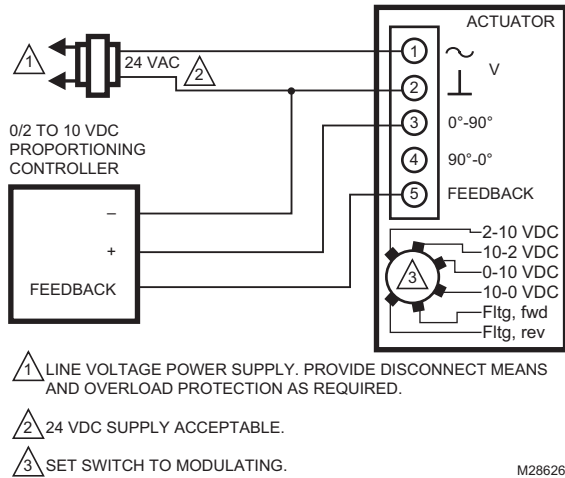 ACTUATOR
1
24 VAC
2
1
V
2
0/2 TO 10 VDC
PROPORTIONING
CONTROLLER
3
0°-90°
4
90°-0°
5
FEEDBACK
–
+
FEEDBACK
2-10 VDC
10-2 VDC
0-10 VDC
10-0 VDC
Fltg, fwd
Fltg, rev
3
1 LINE VOLTAGE POWER SUPPLY. PROVIDE DISCONNECT MEANS
AND OVERLOAD PROTECTION AS REQUIRED.
2 24 VDC SUPPLY ACCEPTABLE.
3 SET SWITCH TO MODULATING.
M28626